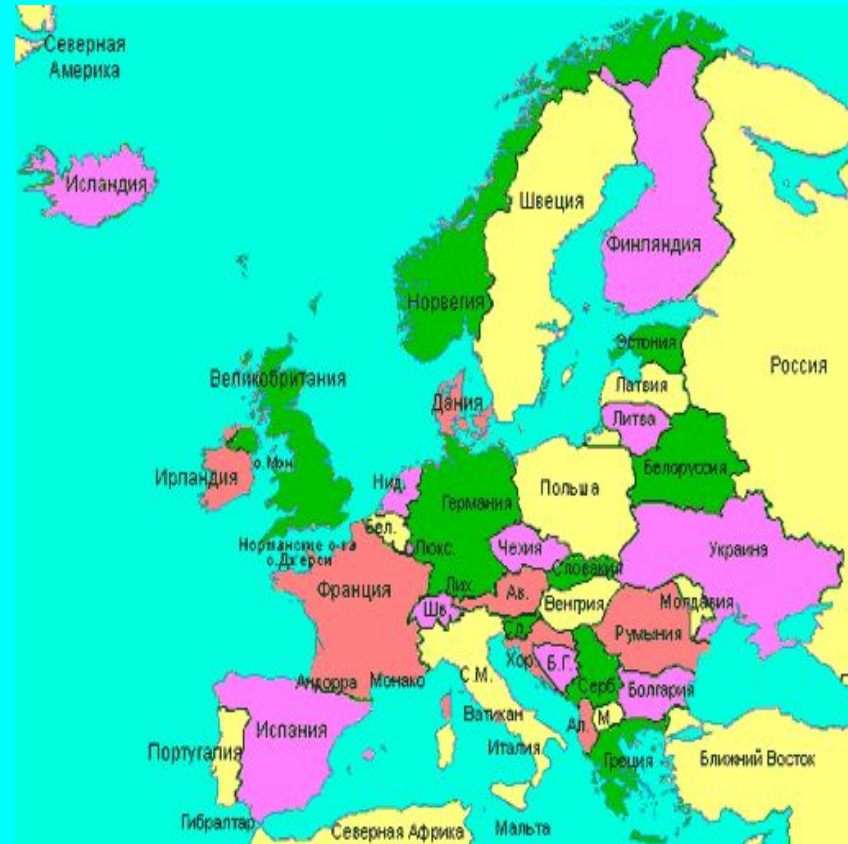 Северная
Америка
Исландия
Швеция
Финляндия
Норвегия
Эстония
Россия
Великобритания
Латвия
Дания
Литва
о.Мэн
Белоруссия
Ирландия
Нид.
Польша
Германия
Бел.
Украина
Нормансkие о-ва
Люкс.
Чехия
о.Джерси
Словакия
Франция
Лих.
Ав.
Венгрия
Молдавия
Шв.
Румыния
Хор.
Б.Г.
С.М.
Андорра
Монако
Серб.
Болгария
Ватикан
Ал.
М.
Испания
Португалия
Италия
Греция
Ближний Восток
Гибралтар
Северная Африка
Мальта